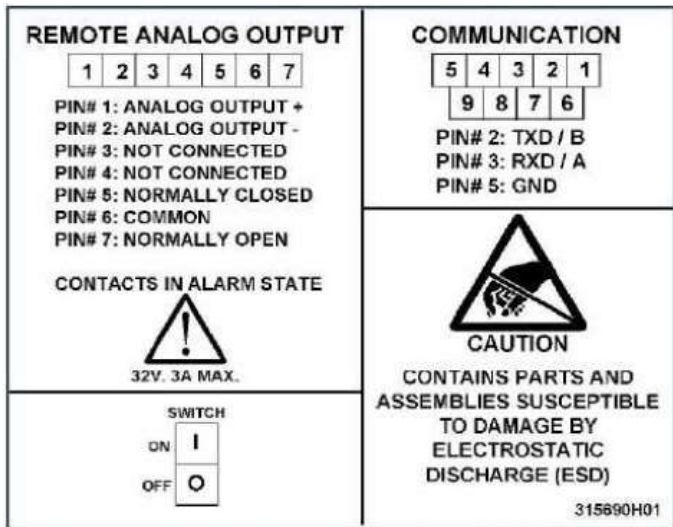 REMOTE ANALOG OUTPUT
1 2 3 4 5 6 7
PIN# 1: ANALOG OUTPUT +
PIN# 2: ANALOG OUTPUT -
PIN# 3: NOT CONNECTED
PIN# 4: NOT CONNECTED
PIN# 5: NORMALLY CLOSED
PIN# 6: COMMON
PIN# 7: NORMALLY OPEN
CONTACTS IN ALARM STATE
!
32V. 3A MAX.
SWITCH
ON I
OFF O
COMMUNICATION
5 4 3 2 1
9 8 7 6
PIN# 2: TXD / B
PIN# 3: RXD / A
PIN# 5: GND
CAUTION
CONTAINS PARTS AND
ASSEMBLIES SUSCEPTIBLE
TO DAMAGE BY
ELECTROSTATIC
DISCHARGE (ESD)
315690H01